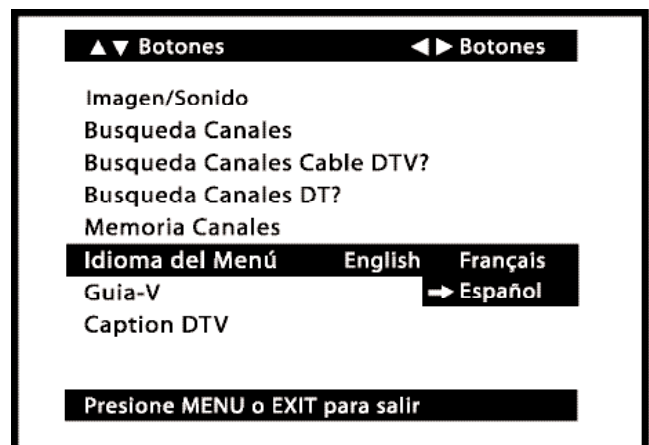 ▲▼ Botones ◀▶ Botones
Imagen/Sonido
Busqueda Canales
Busqueda Canales Cable DTV?
Busqueda Canales DT?
Memoria Canales
Idioma del Menú English Français
Guia-V ➡ Español
Caption DTV
Presione MENU o EXIT para salir